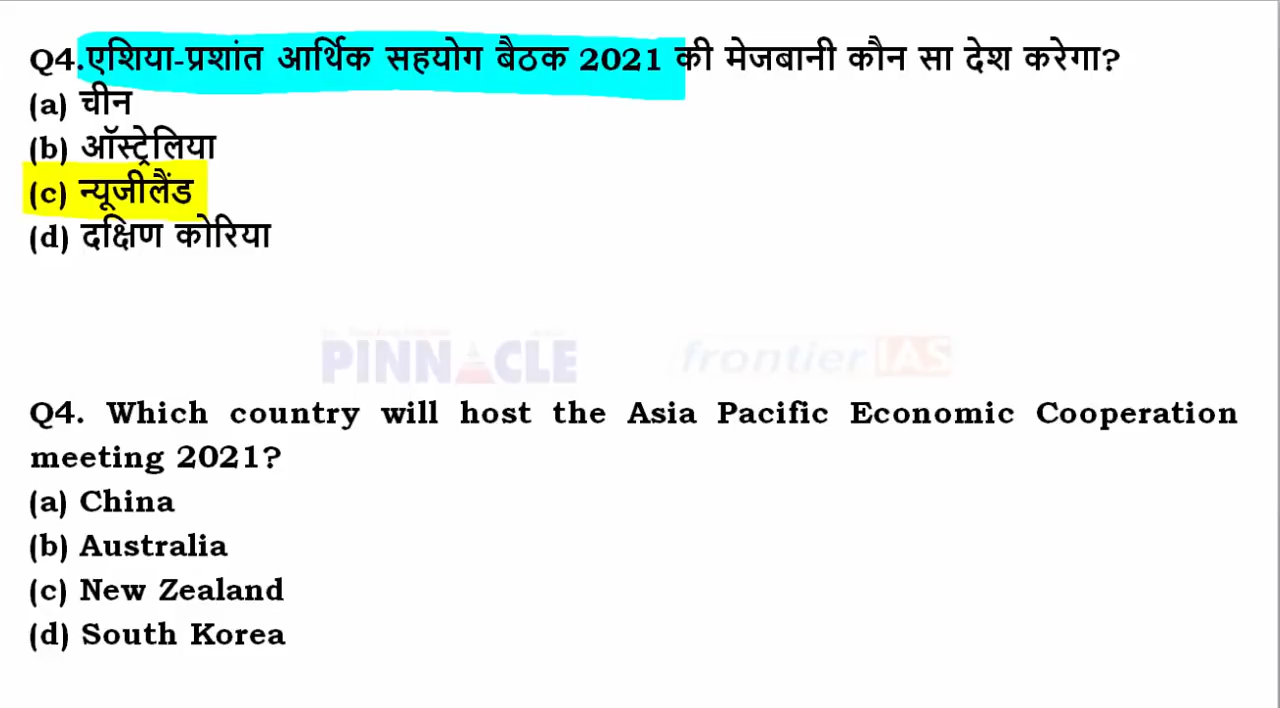 Q4.एशिया-प्रशांत आर्थिक सहयोग बैठक 2021 की मेजबानी कौन सा देश करेगा?
(a) चीन
(b) ऑस्ट्रेलिया
(c) न्यूजीलैंड
(d) दक्षिण कोरिया
PINNACLE frontier IAS
Q4. Which country will host the Asia Pacific Economic Cooperation
meeting 2021?
(a) China
(b) Australia
(c) New Zealand
(d) South Korea